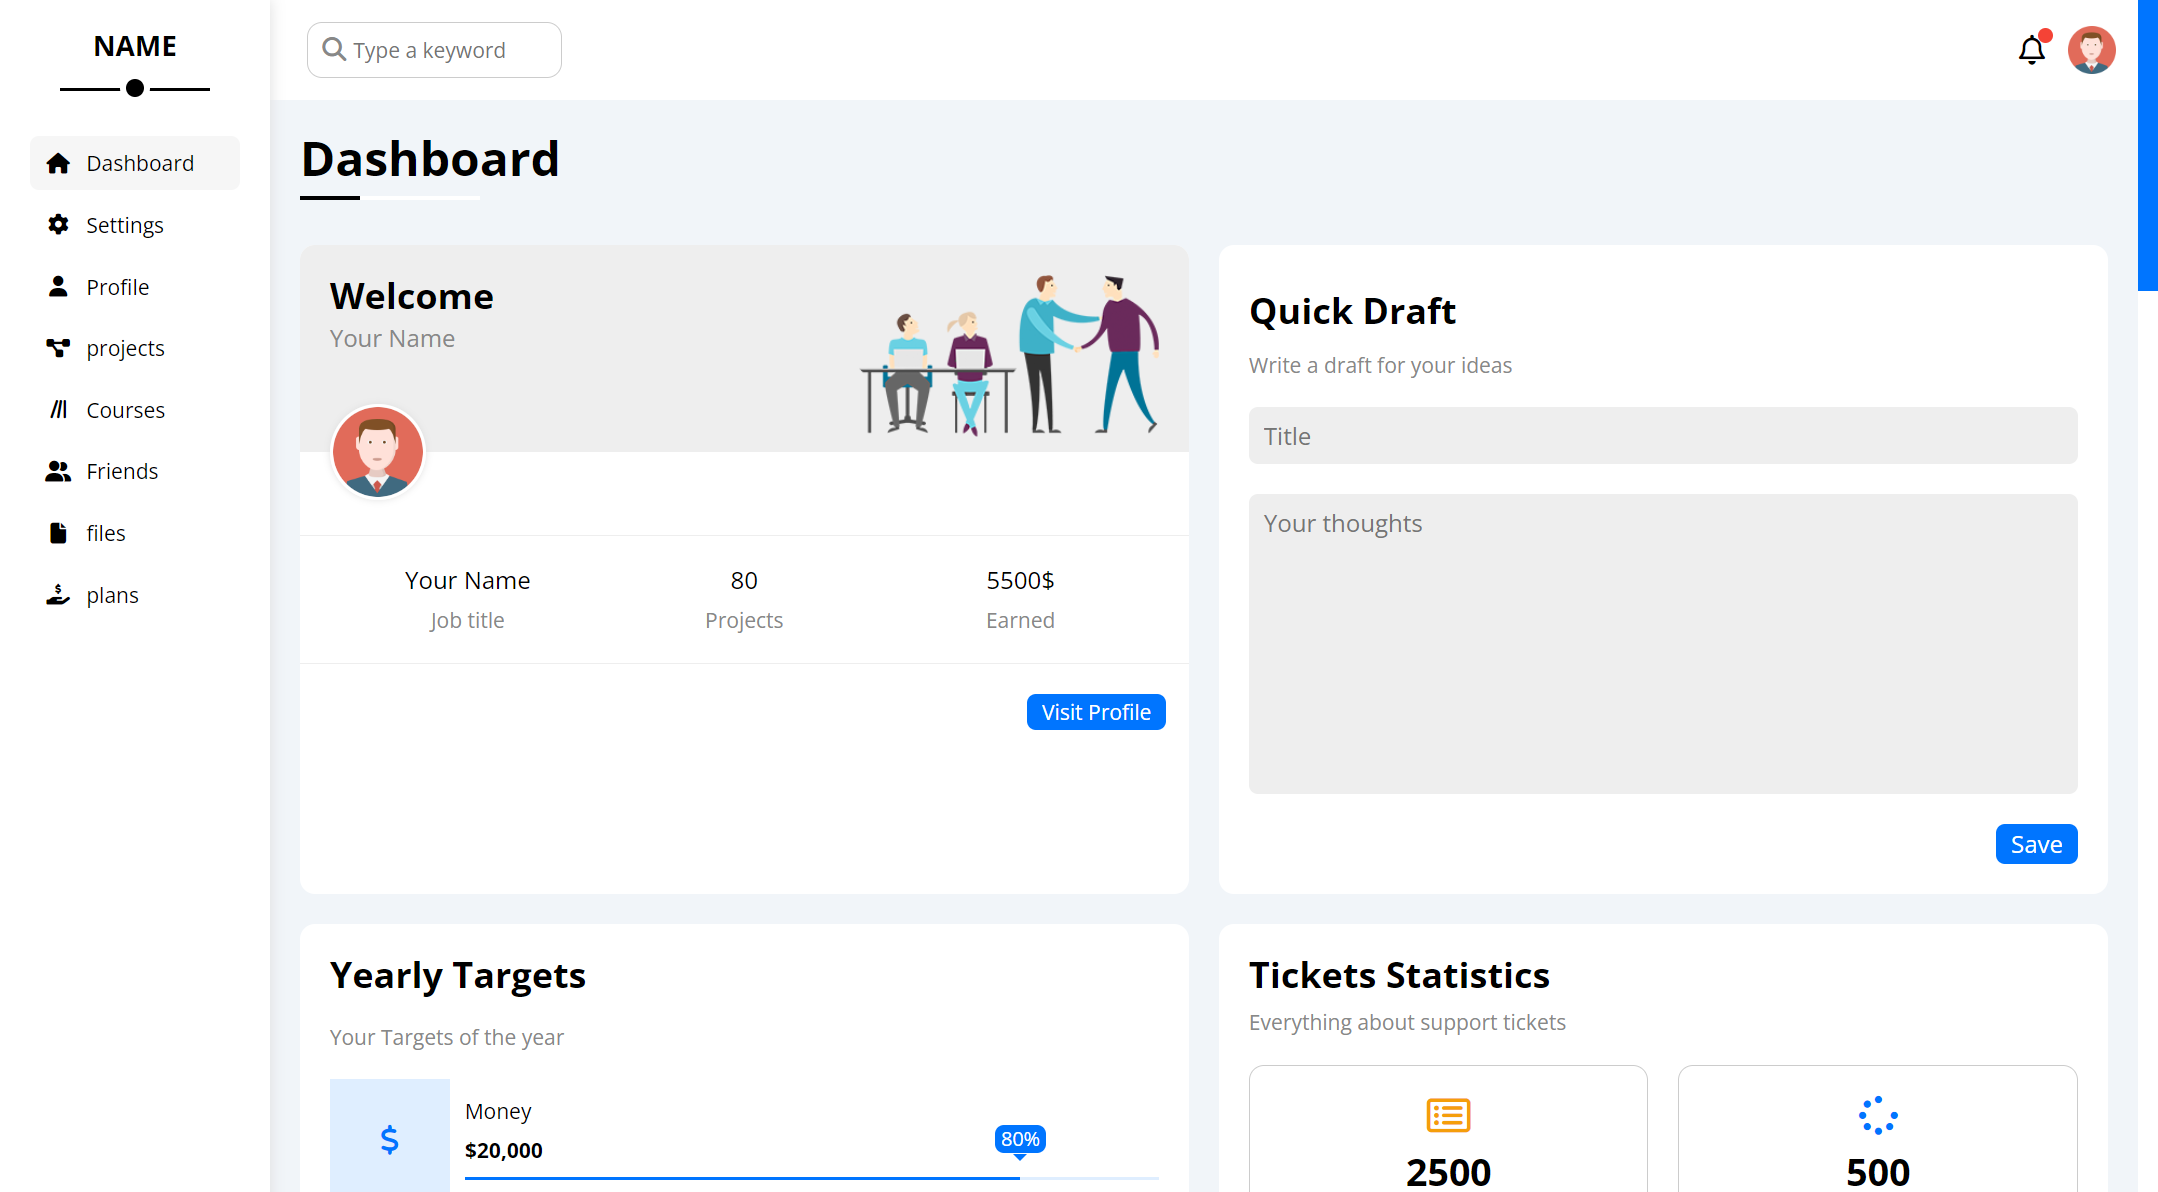 NAME
Dashboard
Settings
Profile
projects
Courses
Friends
files
plans
Type a keyword
Dashboard
Welcome
Your Name
Your Name
Job title
80
Projects
5500$
Earned
Visit Profile
Quick Draft
Write a draft for your ideas
Title
Your thoughts
Save
Yearly Targets
Your Targets of the year
$
Money
$20,000
80%
Tickets Statistics
Everything about support tickets
2500
500